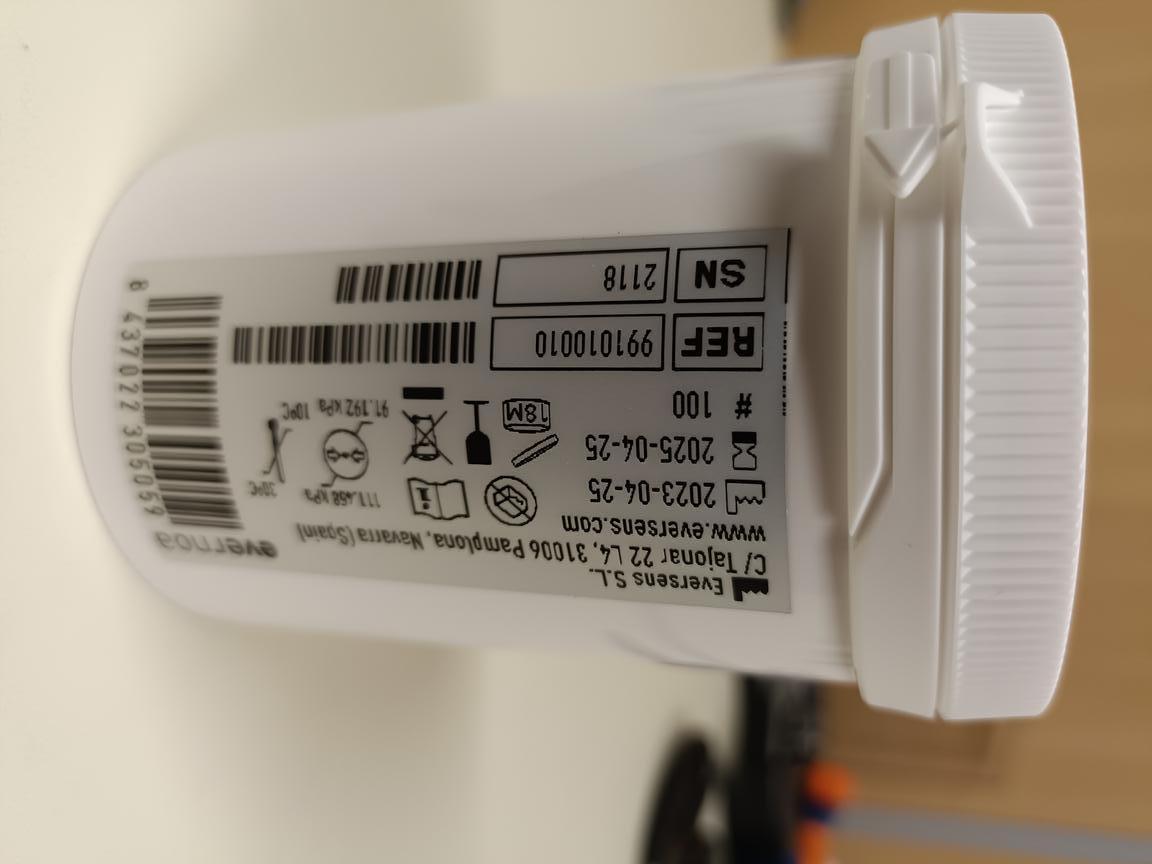 Eversens S.L.
C/ Tajonar 22 L4, 31006 Pamplona, Navarra (Spain)
www.eversens.com
2023-04-25
2025-04-25
# 100
18M
111.458 kPa
91.192 kPa
30ºC
10ºC
REF 991010010
SN 2118
evernoa
8 437022 305059